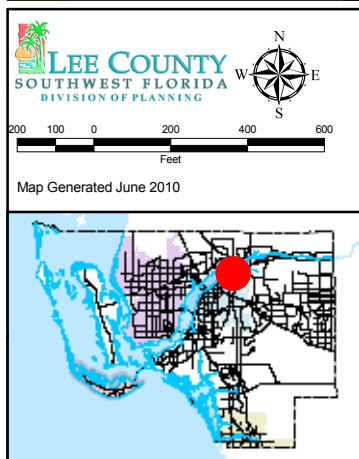 LEE COUNTY
SOUTHWEST FLORIDA
DIVISION OF PLANNING
N
W E
S
200 100 0 200 400 600
Feet
Map Generated June 2010